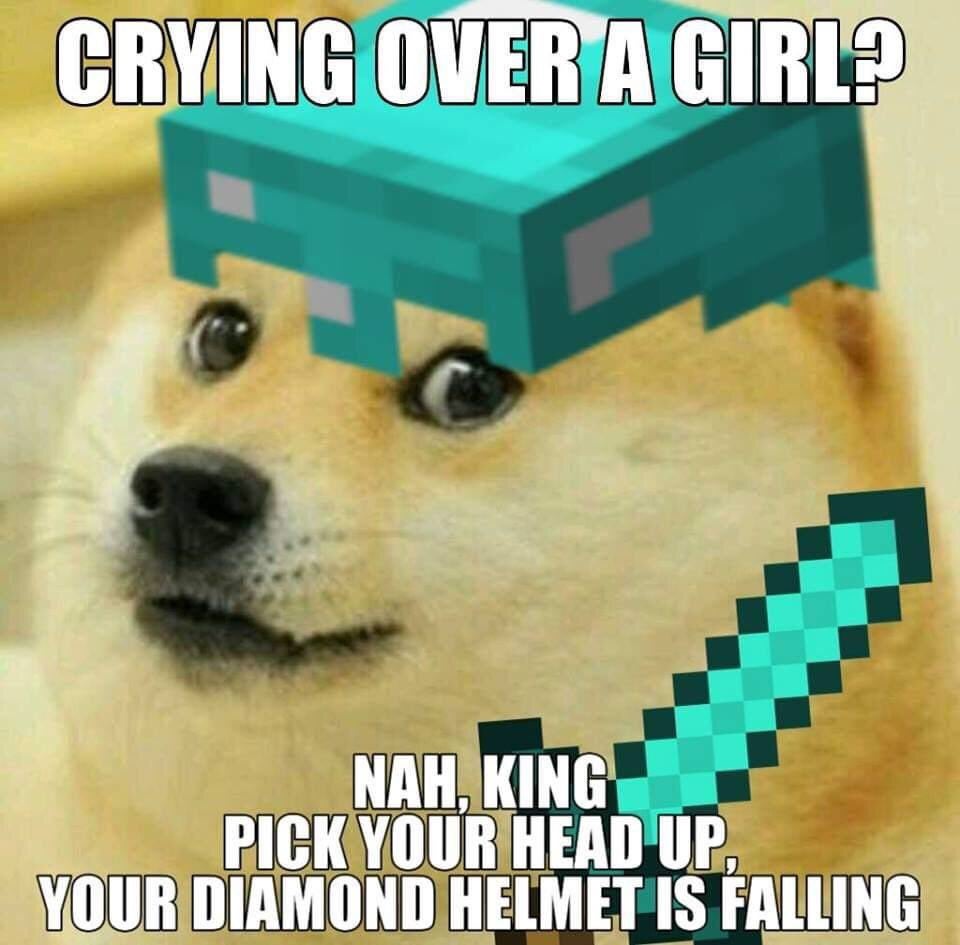 CRYING OVER A GIRL?
NAH, KING
PICK YOUR HEAD UP,
YOUR DIAMOND HELMET IS FALLING